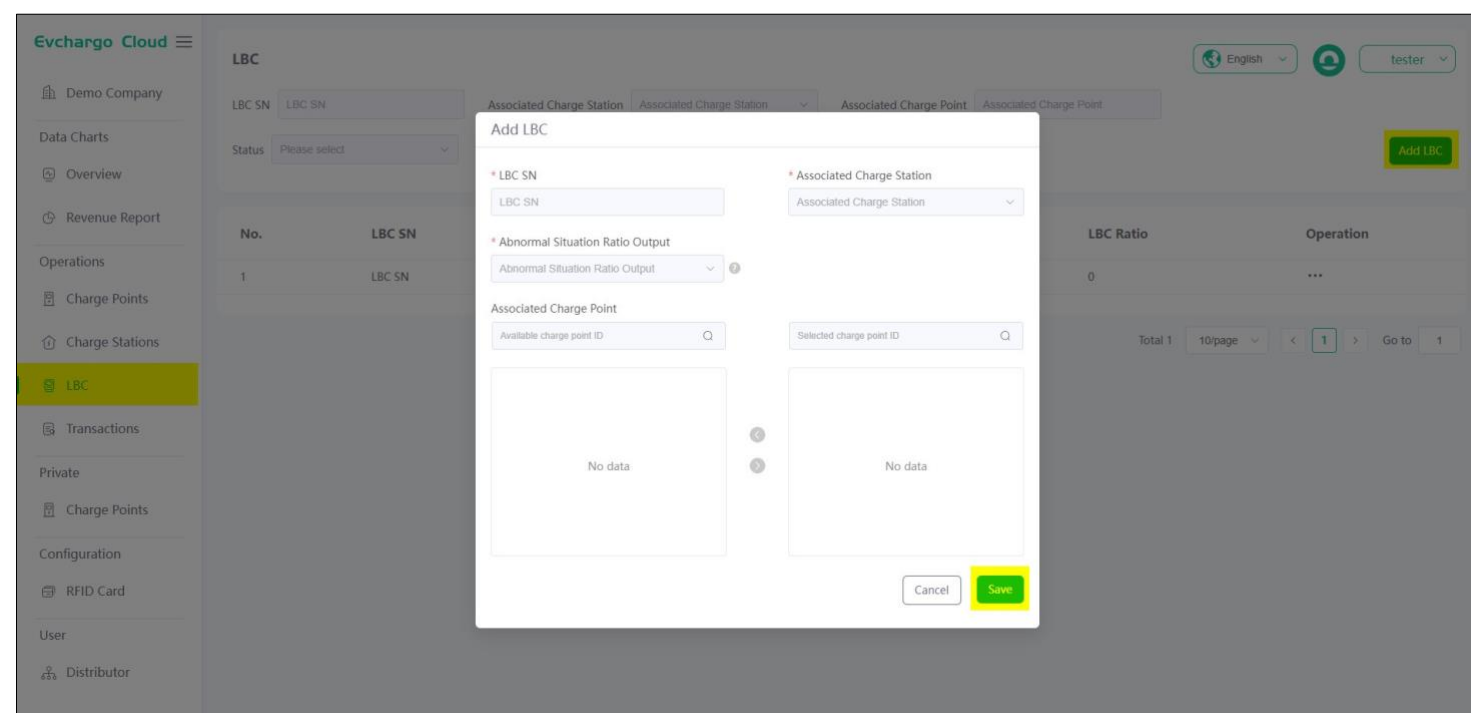 Evchargo Cloud
LBC
English
tester
Demo Company
LBC SN LBC SN Associated Charge Station Associated Charge Station Associated Charge Point Associated Charge Point
Data Charts
Status Please select
Add LBC
Overview
Revenue Report
Operations
Charge Points
Charge Stations
LBC
Transactions
Private
Charge Points
Configuration
RFID Card
User
Distributor
No. LBC SN LBC Ratio Operation
1 LBC SN 0 •••
Total 1 10/page < 1 > Go to 1
Add LBC
* LBC SN * Associated Charge Station
LBC SN Associated Charge Station
* Abnormal Situation Ratio Output
Abnormal Situation Ratio Output ?
Associated Charge Point
Available charge point ID Selected charge point ID
No data No data
Cancel Save